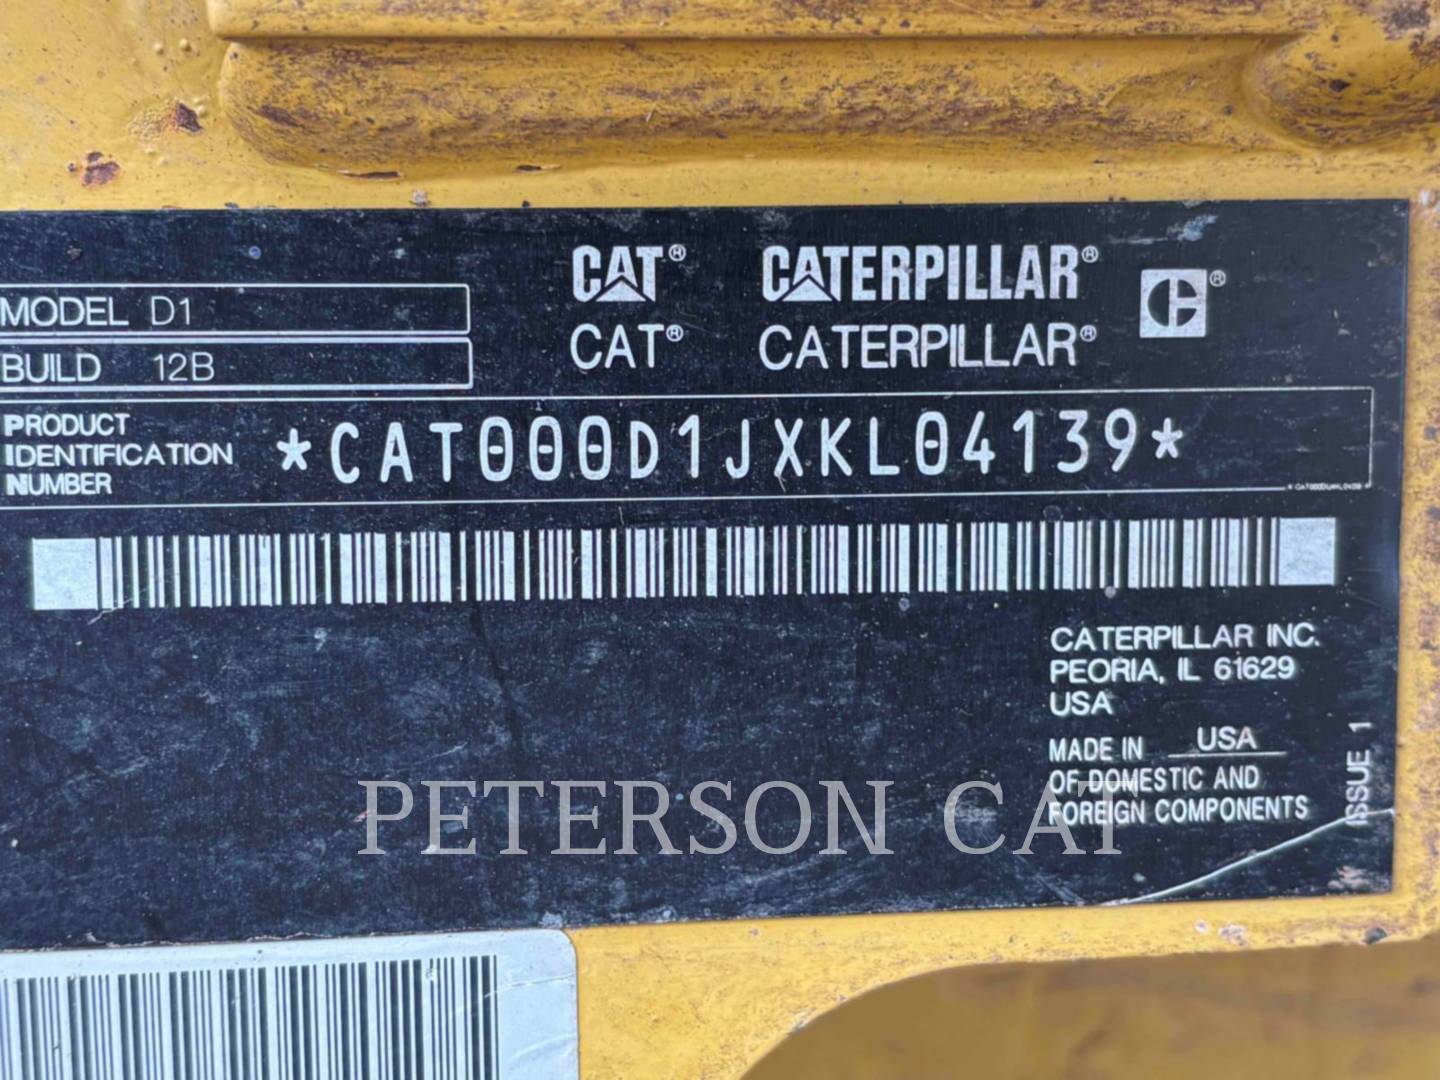 CAT® CATERPILLAR® C®
MODEL D1
CAT® CATERPILLAR®
BUILD 12B
PRODUCT
IDENTIFICATION
NUMBER
*CAT000D1JXKL04139*
CATERPILLAR INC.
PEORIA, IL 61629
USA
MADE IN USA
OF DOMESTIC AND
FOREIGN COMPONENTS
ISSUE 1
PETERSON CAT